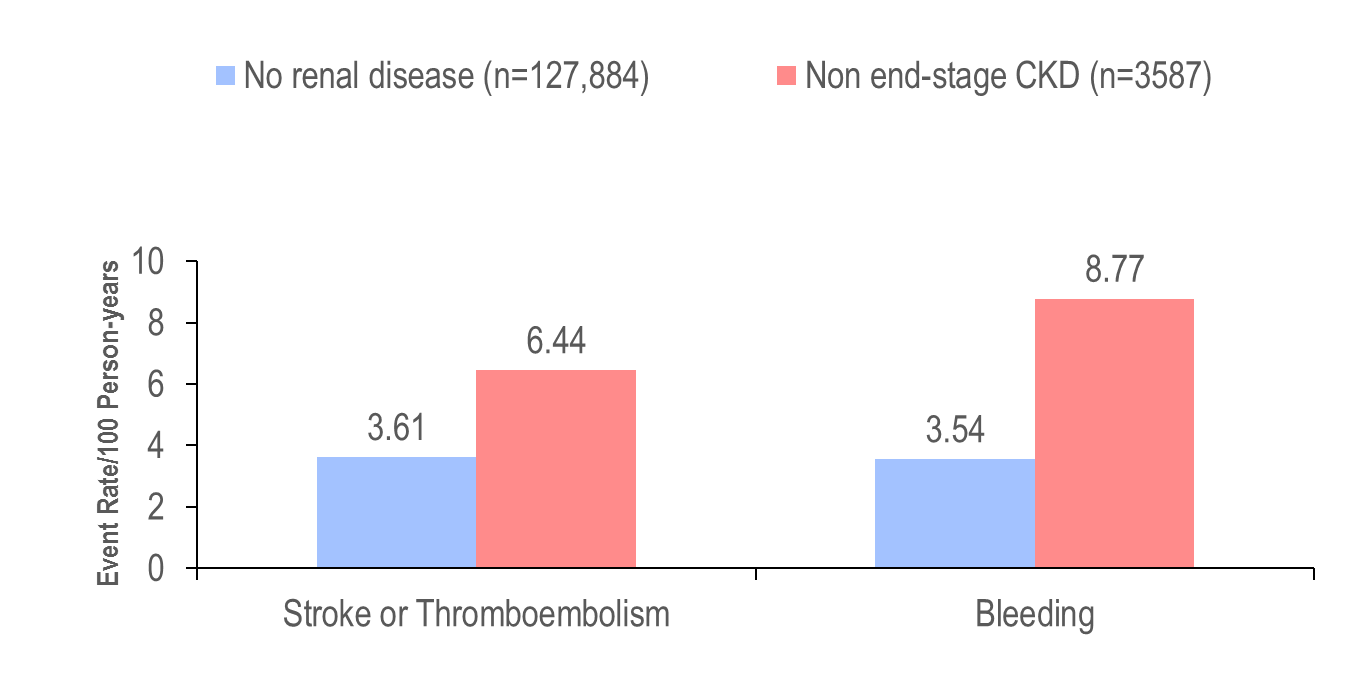 No renal disease (n=127,884)
Non end-stage CKD (n=3587)
Event Rate/100 Person-years
10
8
6
4
2
0
3.61
6.44
3.54
8.77
Stroke or Thromboembolism
Bleeding